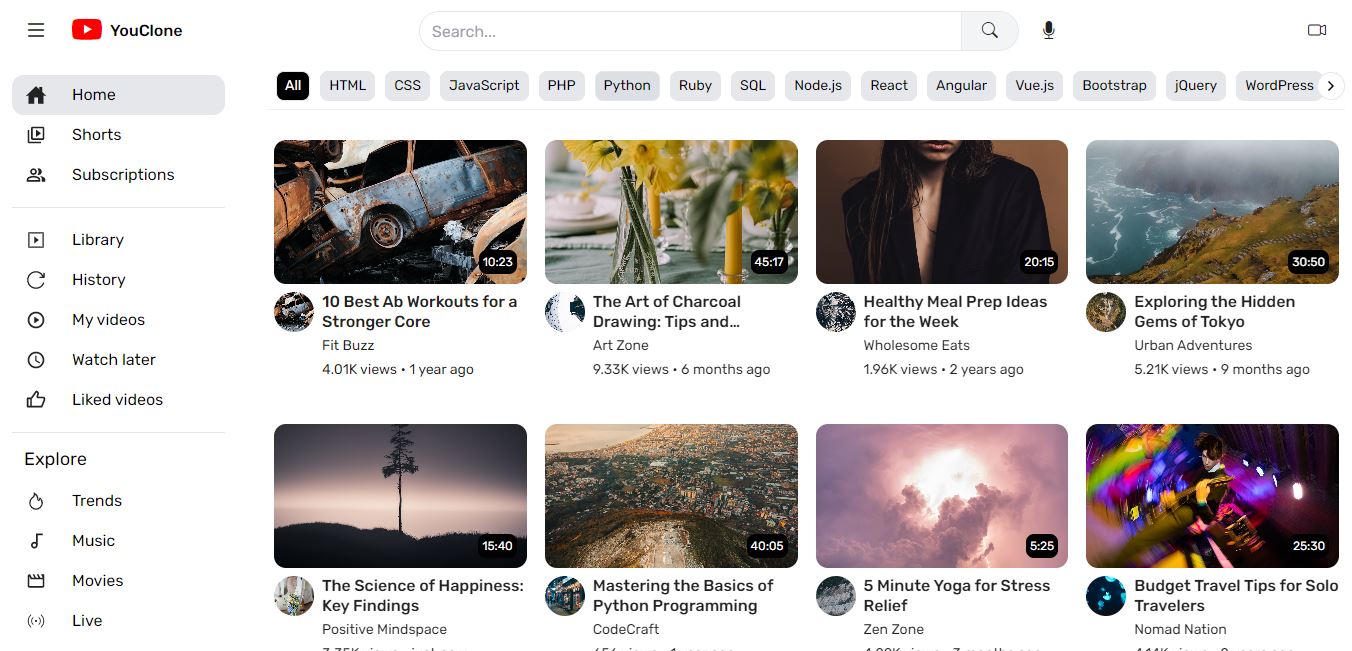 YouClone
Search...
All HTML CSS JavaScript PHP Python Ruby SQL Node.js React Angular Vue.js Bootstrap jQuery WordPress
Home
Shorts
Subscriptions
Library
History
My videos
Watch later
Liked videos
Explore
Trends
Music
Movies
Live
10:23
10 Best Ab Workouts for a
Stronger Core
Fit Buzz
4.01K views • 1 year ago
45:17
The Art of Charcoal
Drawing: Tips and...
Art Zone
9.33K views • 6 months ago
20:15
Healthy Meal Prep Ideas
for the Week
Wholesome Eats
1.96K views • 2 years ago
30:50
Exploring the Hidden
Gems of Tokyo
Urban Adventures
5.21K views • 9 months ago
15:40
The Science of Happiness:
Key Findings
Positive Mindspace
40:05
Mastering the Basics of
Python Programming
CodeCraft
5:25
5 Minute Yoga for Stress
Relief
Zen Zone
25:30
Budget Travel Tips for Solo
Travelers
Nomad Nation